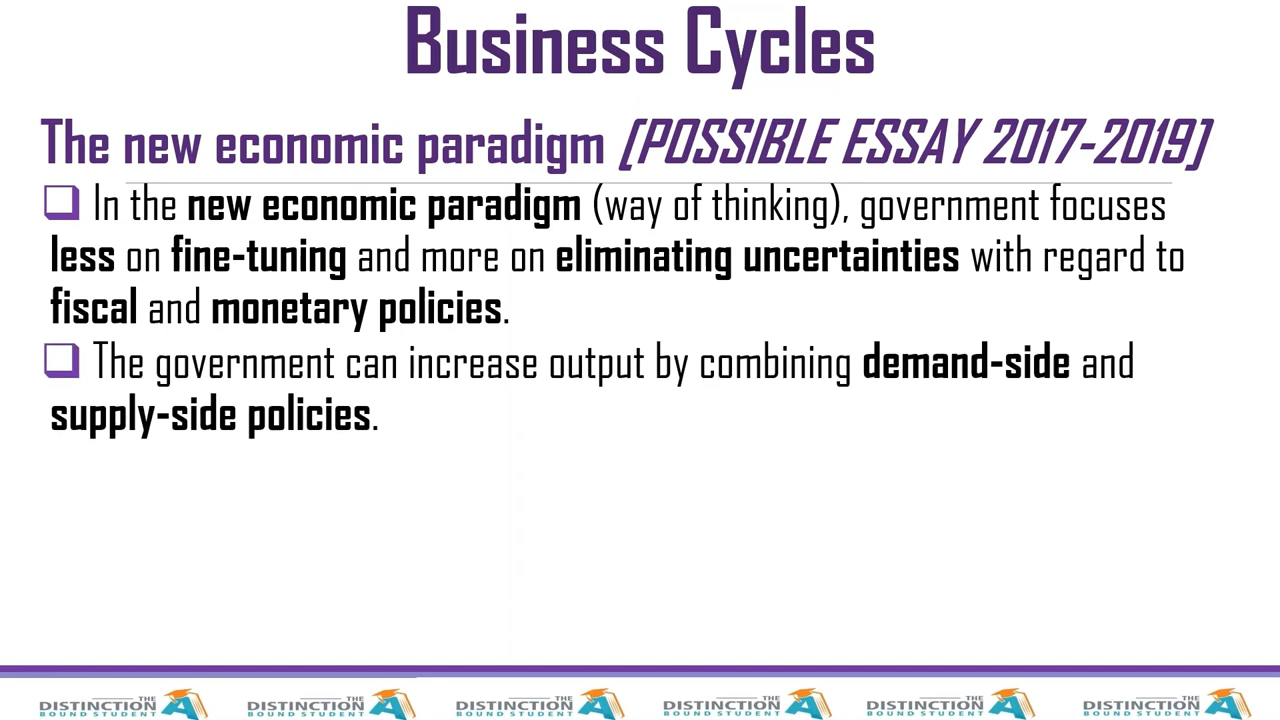 Business Cycles
The new economic paradigm [POSSIBLE ESSAY 2017-2019]
In the new economic paradigm (way of thinking), government focuses
less on fine-tuning and more on eliminating uncertainties with regard to
fiscal and monetary policies.
The government can increase output by combining demand-side and
supply-side policies.
THE DISTINCTION BOUND STUDENT
THE DISTINCTION BOUND STUDENT
THE DISTINCTION BOUND STUDENT
THE DISTINCTION BOUND STUDENT
THE DISTINCTION BOUND STUDENT
THE DISTINCTION BOUND STUDENT